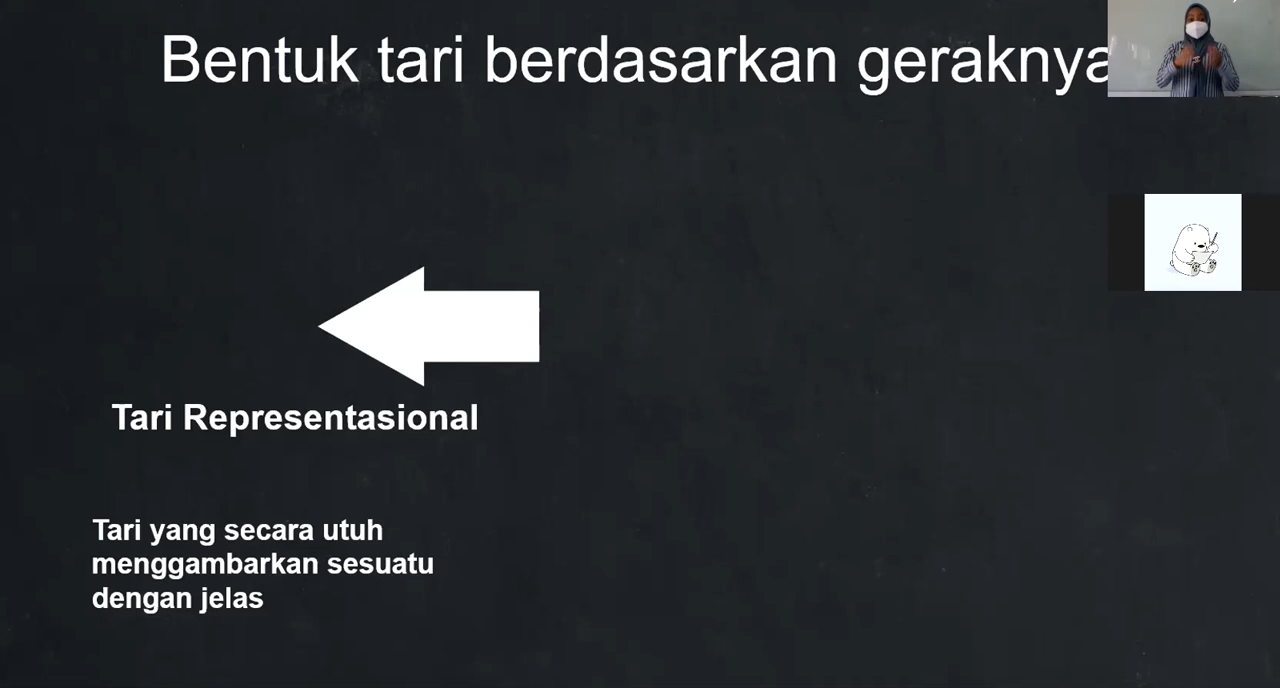 Bentuk tari berdasarkan geraknya
Tari Representasional
Tari yang secara utuh
menggambarkan sesuatu
dengan jelas